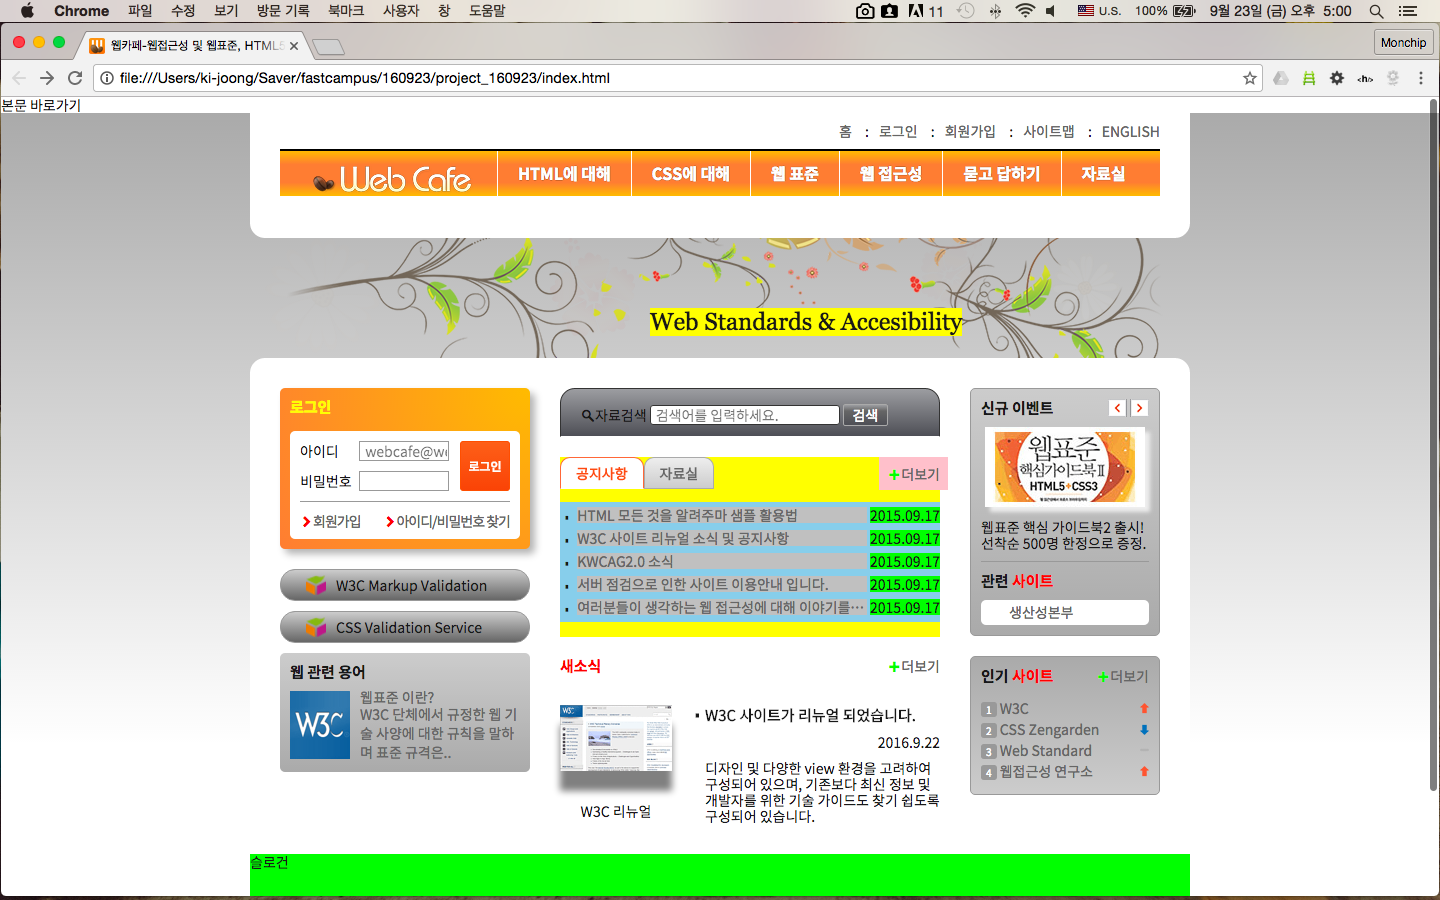 Chrome 파일 수정 보기 방문 기록 북마크 사용자 창 도움말 11 U.S. 100% 9월 23일 (금) 오후 5:00
웹카페-웹접근성 및 웹표준, HTML5
Monchip
file:///Users/ki-joong/Saver/fastcampus/160923/project_160923/index.html
본문 바로가기
홈 : 로그인 : 회원가입 : 사이트맵 : ENGLISH
Web Cafe HTML에 대해 CSS에 대해 웹 표준 웹 접근성 묻고 답하기 자료실
Web Standards & Accesibility
로그인
아이디 webcafe@we
비밀번호
로그인
회원가입 아이디/비밀번호 찾기
W3C Markup Validation
CSS Validation Service
웹 관련 용어
W3C
웹표준 이란?
W3C 단체에서 규정한 웹 기
술 사양에 대한 규칙을 말하
며 표준 규격은..
자료검색 검색어를 입력하세요. 검색
공지사항 자료실 +더보기
HTML 모든 것을 알려주마 샘플 활용법 2015.09.17
W3C 사이트 리뉴얼 소식 및 공지사항 2015.09.17
KWCAG2.0 소식 2015.09.17
서버 점검으로 인한 사이트 이용안내 입니다. 2015.09.17
여러분들이 생각하는 웹 접근성에 대해 이야기를… 2015.09.17
새소식 +더보기
W3C 리뉴얼
W3C 사이트가 리뉴얼 되었습니다.
2016.9.22
디자인 및 다양한 view 환경을 고려하여
구성되어 있으며, 기존보다 최신 정보 및
개발자를 위한 기술 가이드도 찾기 쉽도록
구성되어 있습니다.
신규 이벤트
웹표준
핵심가이드북II
HTML5+CSS3
웹표준 핵심 가이드북2 출시!
선착순 500명 한정으로 증정.
관련 사이트
생산성본부
인기 사이트 +더보기
1 W3C
2 CSS Zengarden
3 Web Standard
4 웹접근성 연구소
슬로건